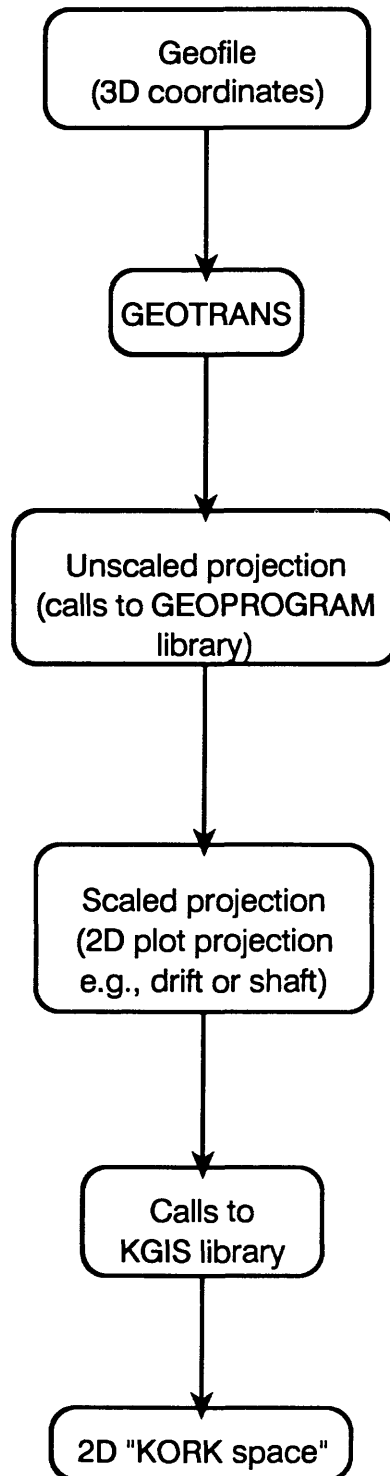 Geofile
(3D coordinates)
GEOTRANS
Unscaled projection
(calls to GEOPROGRAM
library)
Scaled projection
(2D plot projection
e.g., drift or shaft)
Calls to
KGIS library
2D "KORK space"